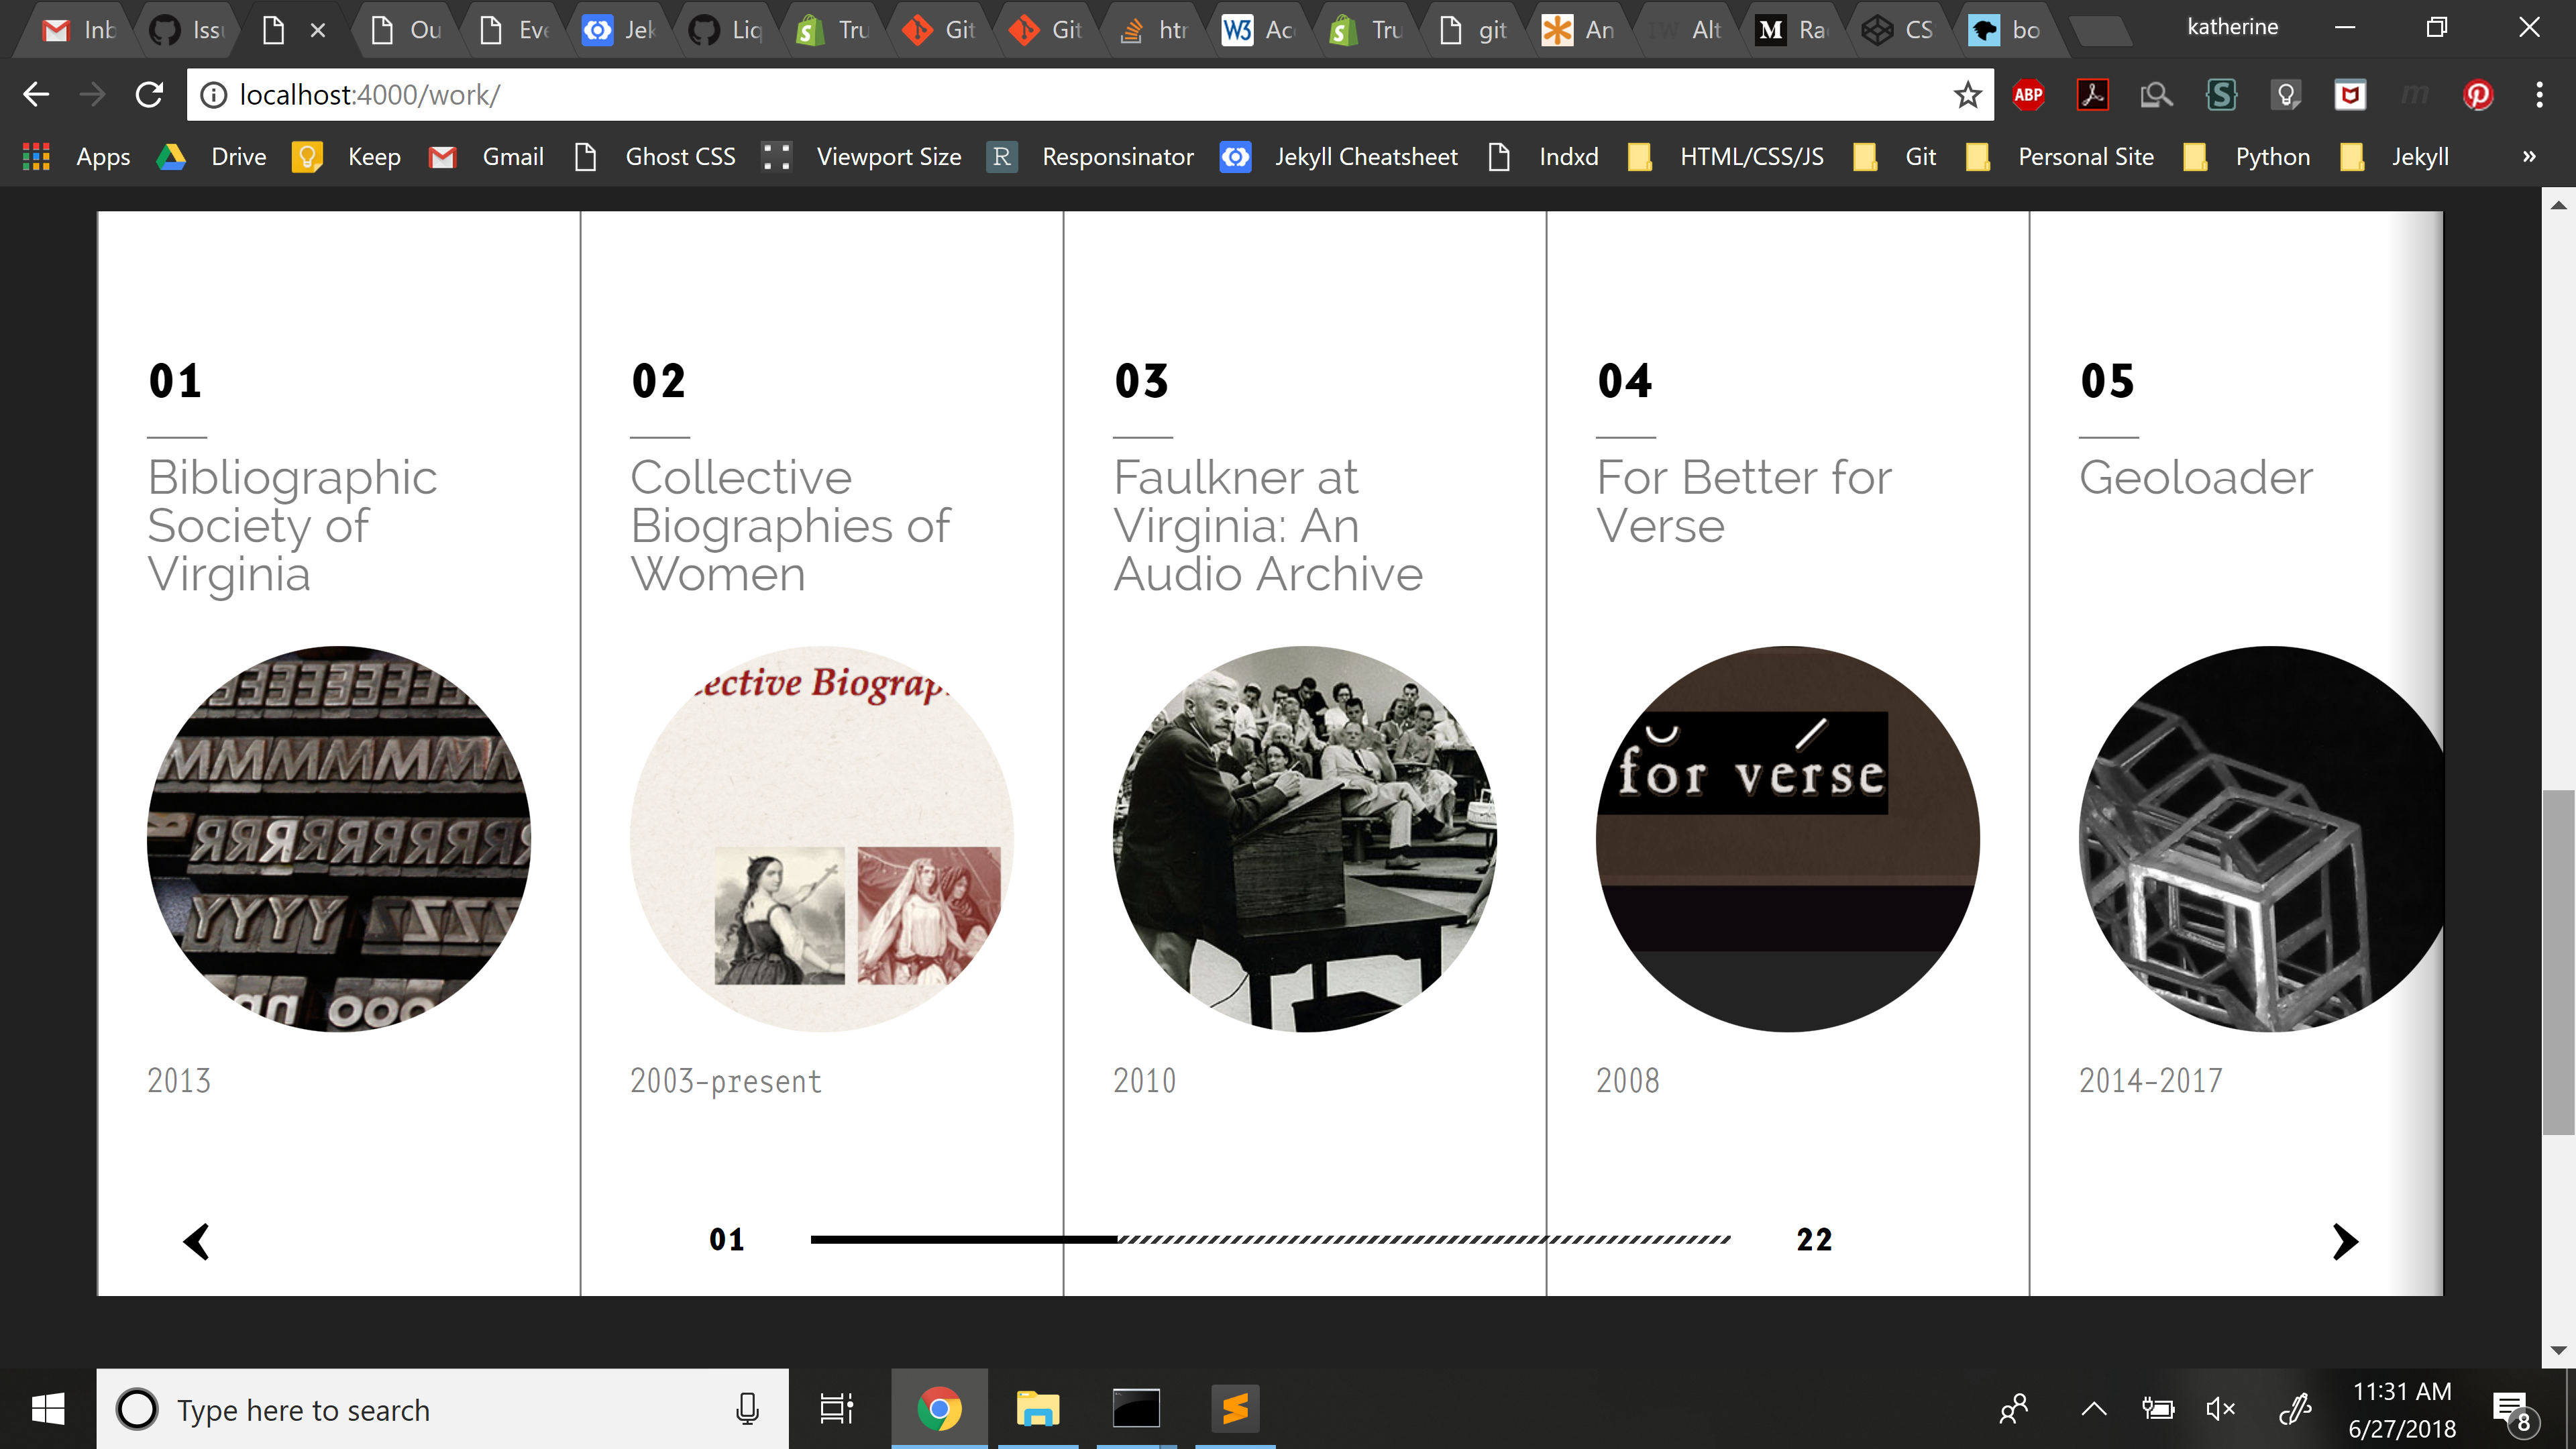 Inb
Issu
Ou
Eve
Jek
Liq
Tru
Git
Git
htr
W3
Ac
Tru
git
An
Alt
M
Ra
CS
bo
katherine
localhost:4000/work/
ABP
Apps
Drive
Keep
Gmail
Ghost CSS
Viewport Size
R
Responsinator
Jekyll Cheatsheet
Indxd
HTML/CSS/JS
Git
Personal Site
Python
Jekyll
»
01
Bibliographic
Society of
Virginia
2013
02
Collective
Biographies of
Women
ective Biograp
2003-present
03
Faulkner at
Virginia: An
Audio Archive
2010
04
For Better for
Verse
for verse
2008
05
Geoloader
2014-2017
01
22
Type here to search
11:31 AM
6/27/2018
8